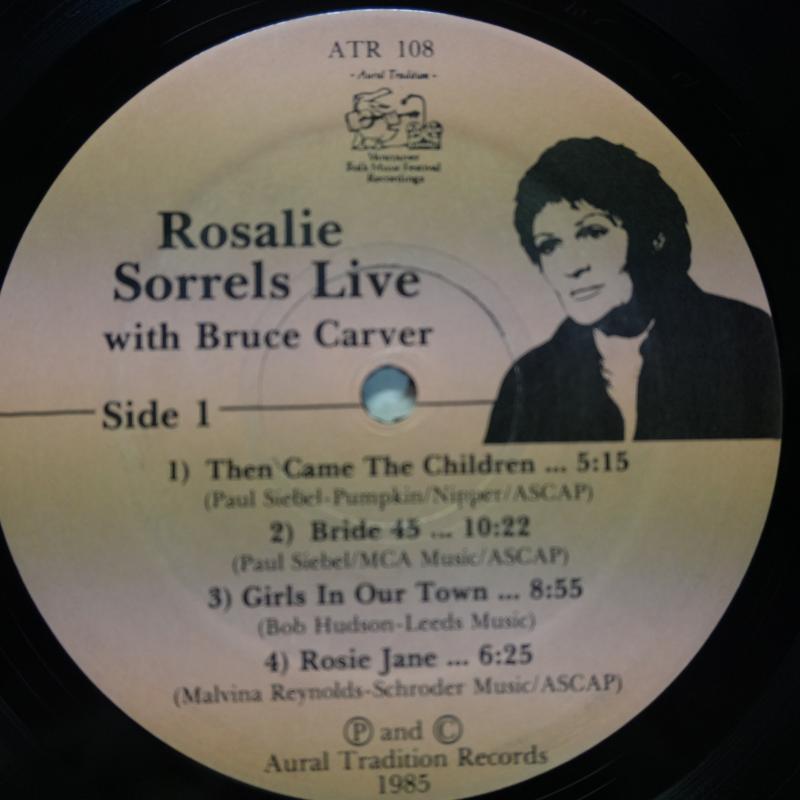 ATR 108
- Aural Tradition -
Vancouver
Folk Music Festival
Recordings
Rosalie
Sorrels Live
with Bruce Carver
Side 1
1) Then Came The Children ... 5:15
(Paul Siebel-Pumpkin/Nipper/ASCAP)
2) Bride 45 ... 10:22
(Paul Siebel/MCA Music/ASCAP)
3) Girls In Our Town ... 8:55
(Bob Hudson-Leeds Music)
4) Rosie Jane ... 6:25
(Malvina Reynolds-Schroder Music/ASCAP)
Ⓟ and Ⓒ
Aural Tradition Records
1985